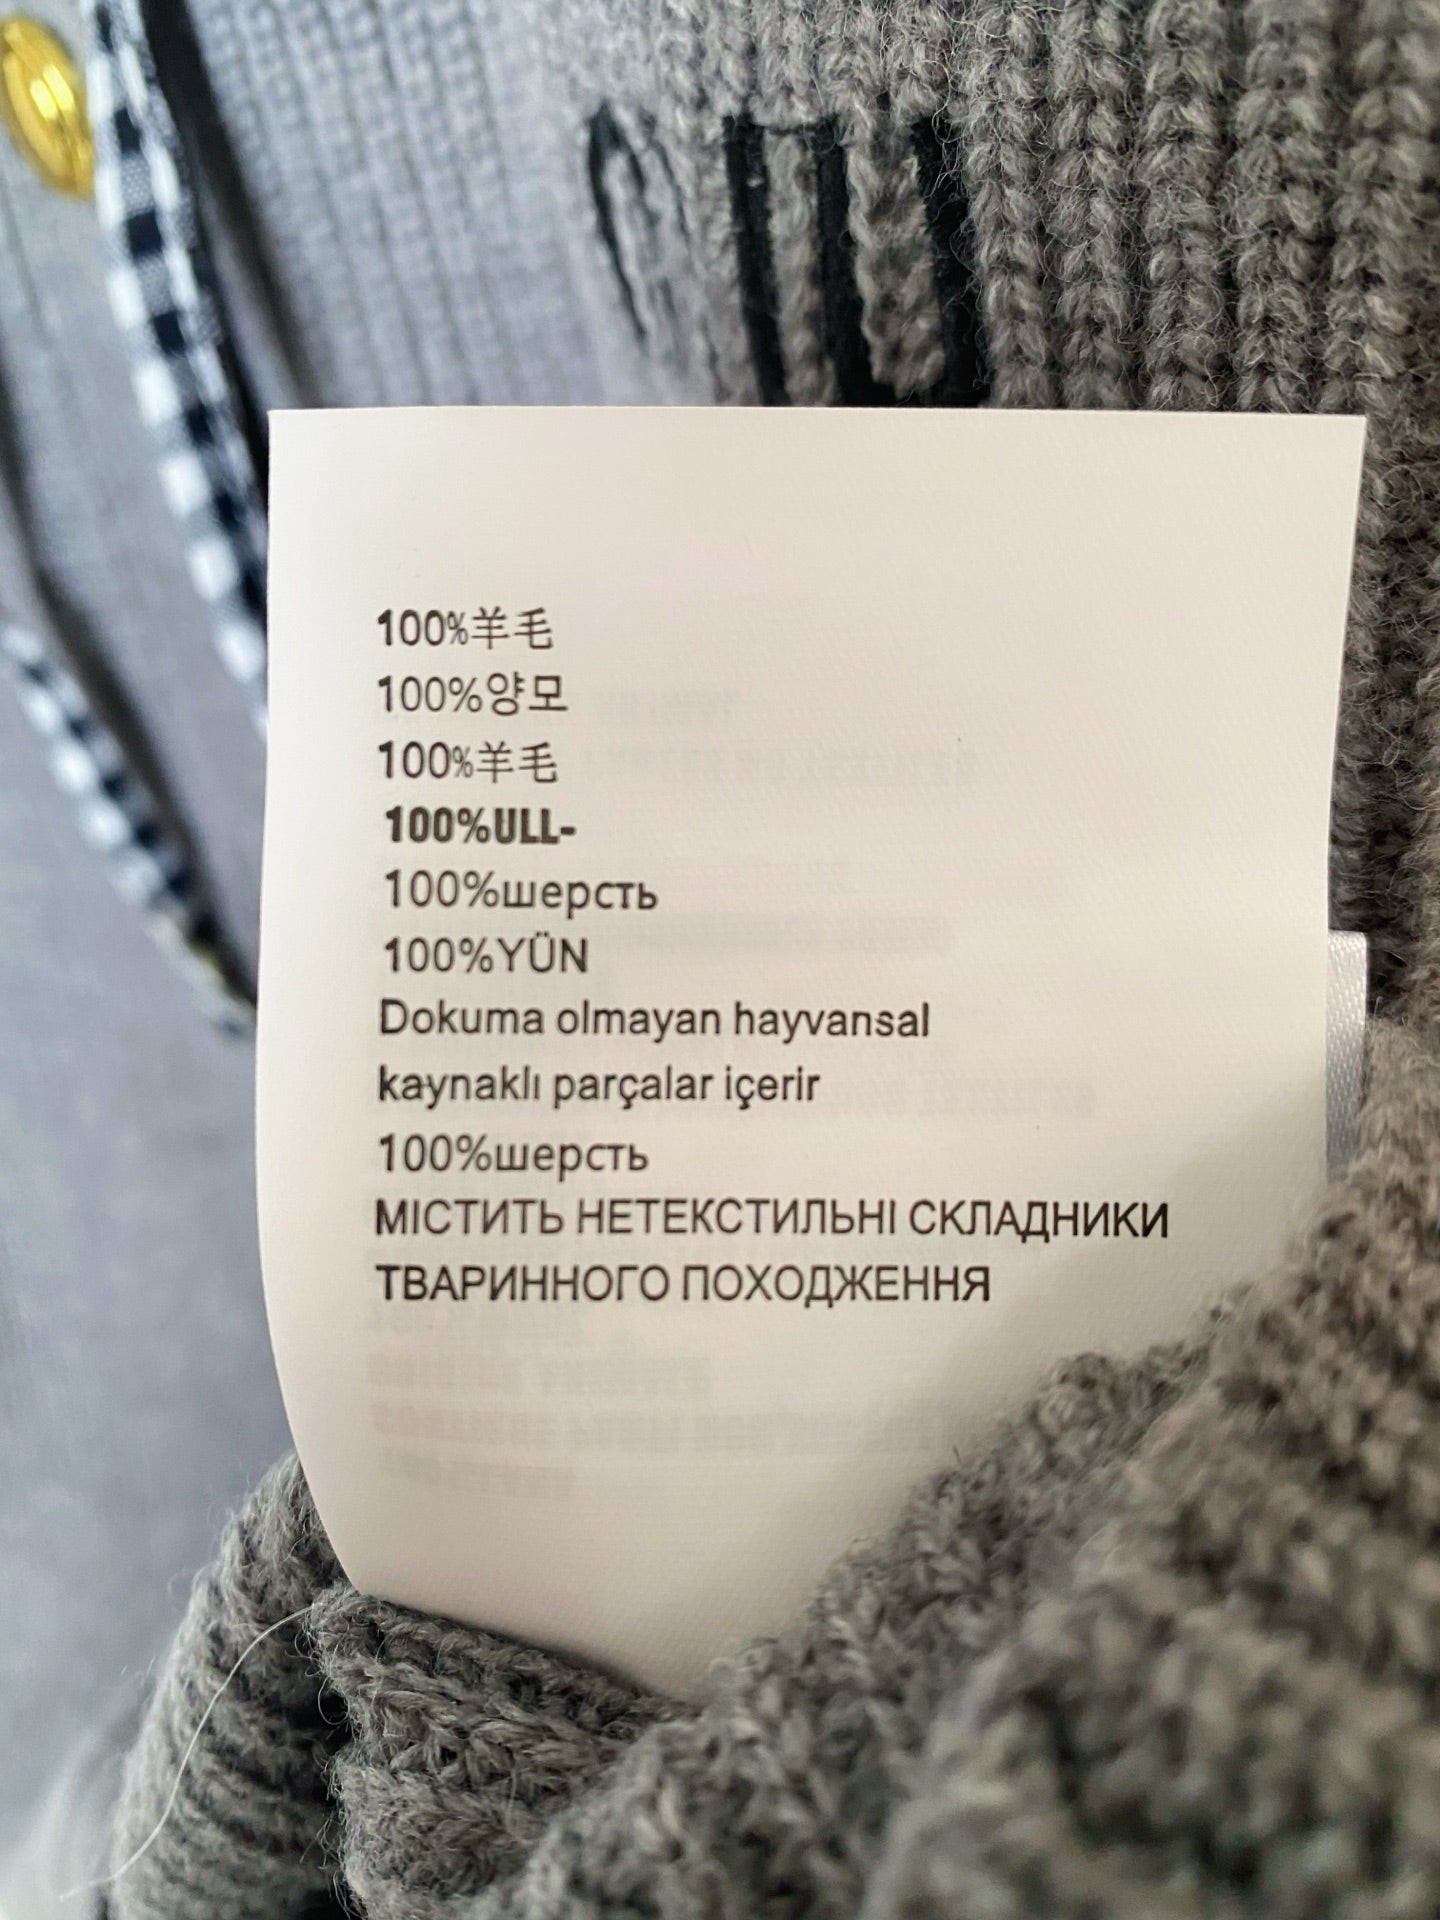 100%羊毛
100%양모
100%羊毛
100%ULL-
100%шерсть
100%YÜN
Dokuma olmayan hayvansal
kaynaklı parçalar içerir
100%шерсть
МІСТИТЬ НЕТЕКСТИЛЬНІ СКЛАДНИКИ
ТВАРИННОГО ПОХОДЖЕННЯ